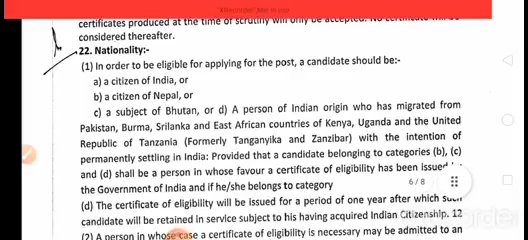 certificates produced at the time of scrutiny will only be accepted. No certificate will be
considered thereafter.
22. Nationality:-
(1) In order to be eligible for applying for the post, a candidate should be:-
a) a citizen of India, or
b) a citizen of Nepal, or
c) a subject of Bhutan, or d) A person of Indian origin who has migrated from
Pakistan, Burma, Srilanka and East African countries of Kenya, Uganda and the United
Republic of Tanzania (Formerly Tanganyika and Zanzibar) with the intention of
permanently settling in India: Provided that a candidate belonging to categories (b), (c)
and (d) shall be a person in whose favour a certificate of eligibility has been issued
the Government of India and if he/she belongs to category
6/8
(d) The certificate of eligibility will be issued for a period of one year after which such
candidate will be retained in service subject to his having acquired Indian Citizenship. 12
(2) A person in whose case a certificate of eligibility is necessary may be admitted to an